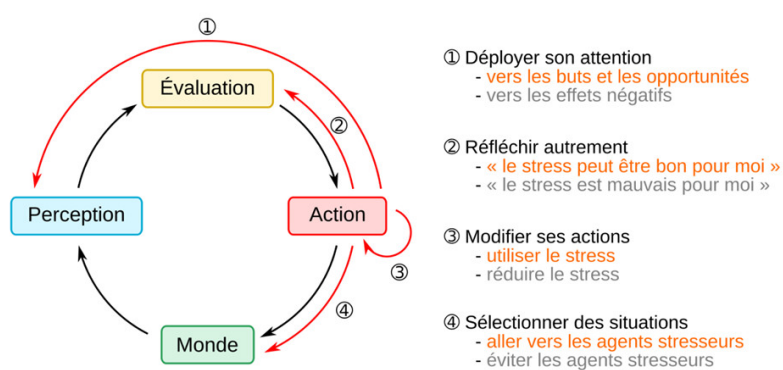 ①
Évaluation
②
Perception
Action
③
④
Monde
① Déployer son attention
- vers les buts et les opportunités
- vers les effets négatifs
② Réfléchir autrement
- « le stress peut être bon pour moi »
- « le stress est mauvais pour moi »
③ Modifier ses actions
- utiliser le stress
- réduire le stress
④ Sélectionner des situations
- aller vers les agents stresseurs
- éviter les agents stresseurs